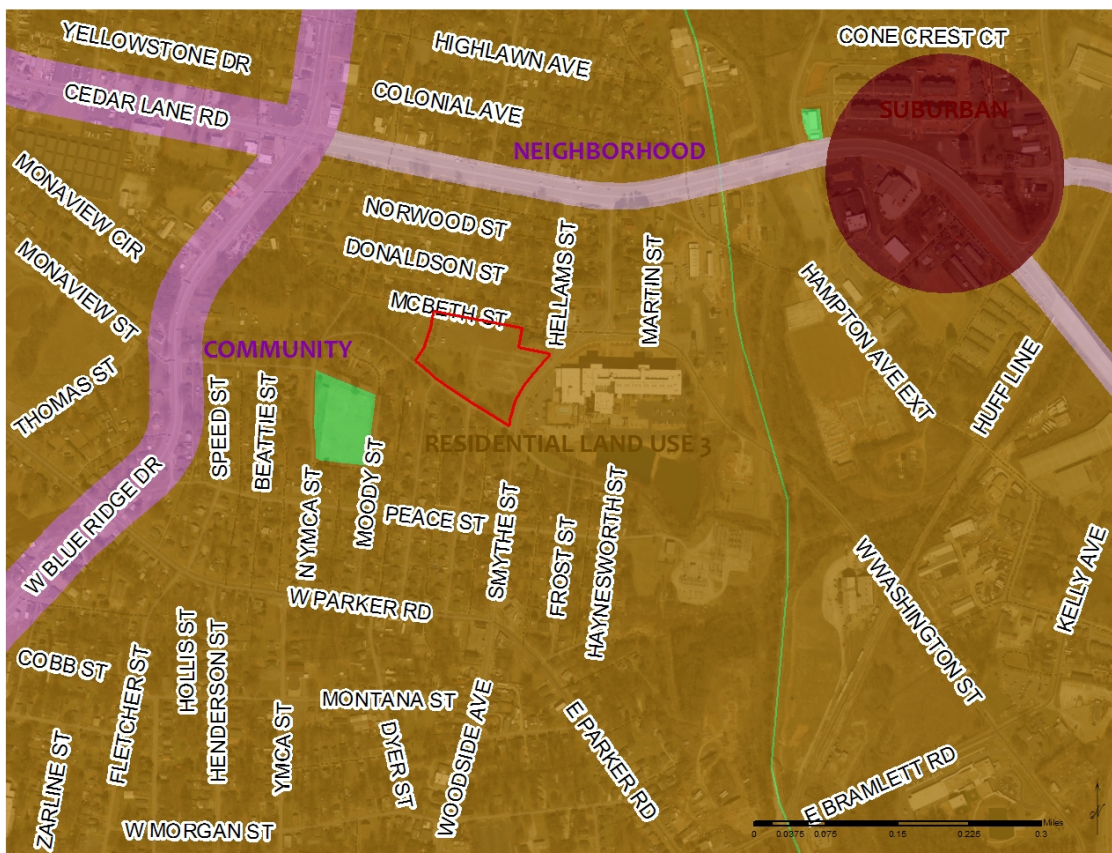 YELLOWSTONE DR
HIGHLAWN AVE
CONE CREST CT
CEDAR LANE RD
COLONIAL AVE
SUBURBAN
NEIGHBORHOOD
MONAVIEW CIR
NORWOOD ST
HELLAMS ST
MARTIN ST
MONAVIEW ST
DONALDSON ST
MCBETH ST
HAMPTON AVE EXT
COMMUNITY
THOMAS ST
SPEED ST
BEATTIE ST
HUFF LINE
RESIDENTIAL LAND USE 3
W BLUE RIDGE DR
N YMCA ST
MOODY ST
PEACE ST
SMYTHE ST
FROST ST
HAYNESWORTH ST
W WASHINGTON ST
KELLY AVE
W PARKER RD
COBB ST
FLETCHER ST
HOLLIS ST
HENDERSON ST
MONTANA ST
ZARLINE ST
YMCA ST
DYER ST
WOODSIDE AVE
E PARKER RD
E BRAMLETT RD
W MORGAN ST
Miles
0 0.0375 0.075 0.15 0.225 0.3